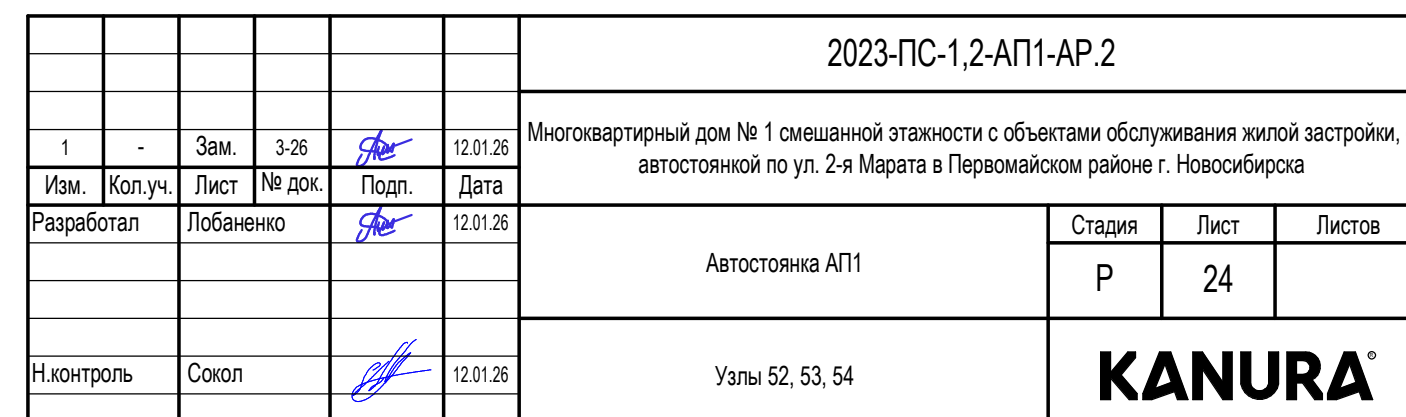 2023-ПС-1,2-АП1-АР.2
1 - Зам. 3-26 12.01.26
Многоквартирный дом № 1 смешанной этажности с объектами обслуживания жилой застройки,
автостоянкой по ул. 2-я Марата в Первомайском районе г. Новосибирска
Изм. Кол.уч. Лист № док. Подп. Дата
Разработал Лобаненко 12.01.26
Автостоянка АП1
Стадия Лист Листов
Р 24
Н.контроль Сокол 12.01.26
Узлы 52, 53, 54
KANURA®